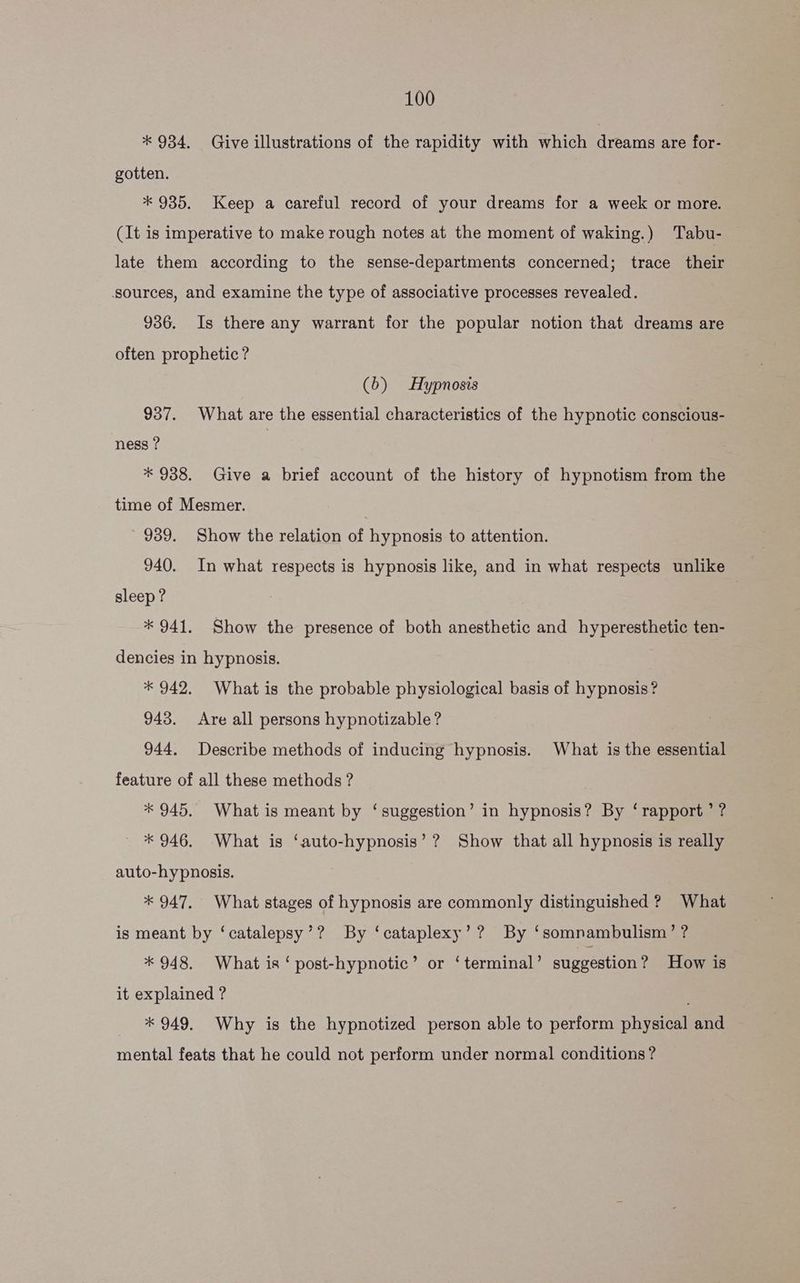 100
* 934. Give illustrations of the rapidity with which dreams are for-
gotten.
* 935. Keep a careful record of your dreams for a week or more.
(It is imperative to make rough notes at the moment of waking.) Tabu-
late them according to the sense-departments concerned; trace their
sources, and examine the type of associative processes revealed.
936. Is there any warrant for the popular notion that dreams are
often prophetic?
(b) Hypnosis
937. What are the essential characteristics of the hypnotic conscious-
ness?
* 938. Give a brief account of the history of hypnotism from the
time of Mesmer.
939. Show the relation of hypnosis to attention.
940. In what respects is hypnosis like, and in what respects unlike
sleep?
* 941. Show the presence of both anesthetic and hyperesthetic ten-
dencies in hypnosis.
* 942. What is the probable physiological basis of hypnosis?
943. Are all persons hypnotizable?
944. Describe methods of inducing hypnosis. What is the essential
feature of all these methods?
* 945. What is meant by ‘suggestion’ in hypnosis? By ‘rapport’?
* 946. What is ‘auto-hypnosis’? Show that all hypnosis is really
auto-hypnosis.
* 947. What stages of hypnosis are commonly distinguished? What
is meant by ‘catalepsy’? By ‘cataplexy’? By ‘somnambulism’?
* 948. What is ‘post-hypnotic’ or ‘terminal’ suggestion? How is
it explained?
* 949. Why is the hypnotized person able to perform physical and
mental feats that he could not perform under normal conditions?